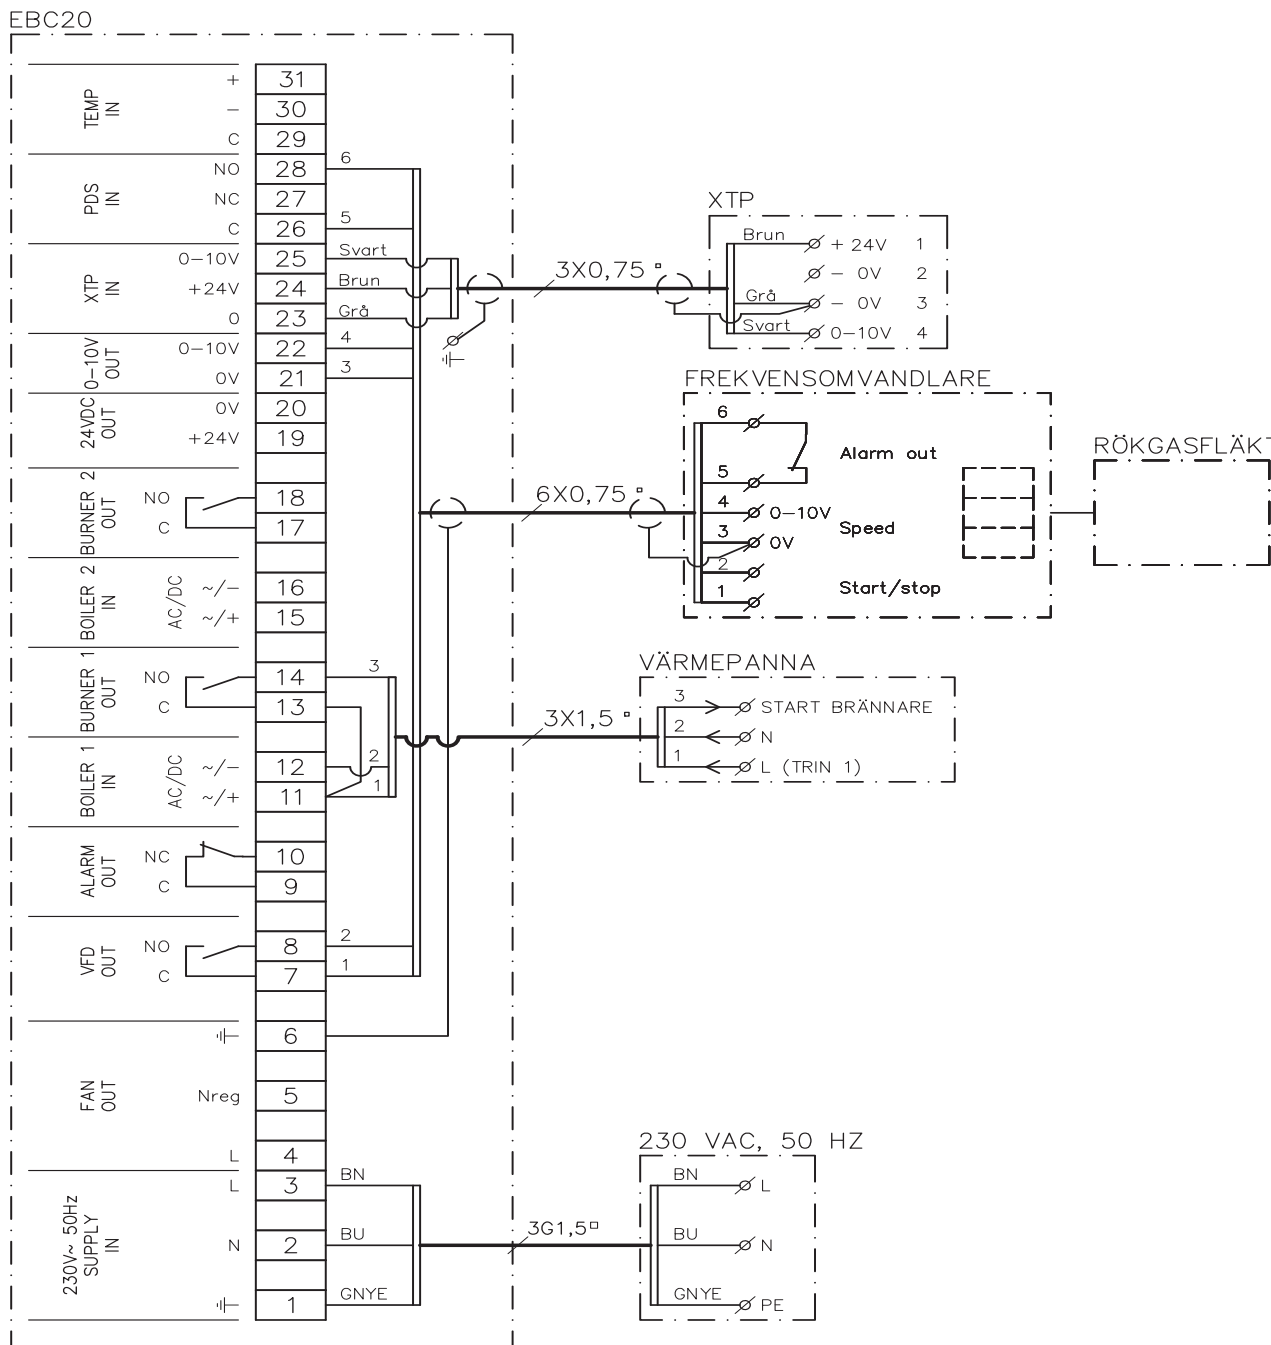 EBC20
TEMP
IN
+ 31
− 30
C 29
PDS
IN
NO 28 6
NC 27
C 26 5
XTP
IN
0−10V 25 Svart
+24V 24 Brun
0 23 Grå
0−10V
OUT
0−10V 22 4
0V 21 3
24VDC
OUT
0V 20
+24V 19
BURNER 2
OUT
NO 18
C 17
BOILER 2
IN
AC/DC
~/− 16
~/+ 15
BURNER 1
OUT
NO 14 3
C 13
BOILER 1
IN
AC/DC
~/− 12 2
~/+ 11 1
ALARM
OUT
NC 10
C 9
VFD
OUT
NO 8 2
C 7 1
FAN
OUT
6
Nreg 5
L 4
230V~ 50Hz
SUPPLY
IN
L 3 BN
N 2 BU
1 GNYE
3X0,75
XTP
Brun + 24V 1
− 0V 2
Grå − 0V 3
Svart 0−10V 4
6X0,75
FREKVENSOMVANDLARE
6
Alarm out
5
4 0−10V
Speed
3 0V
2
Start/stop
1
RÖKGASFLÄKT
3X1,5
VÄRMEPANNA
3 START BRÄNNARE
2 N
1 L (TRIN 1)
3G1,5
230 VAC, 50 HZ
BN L
BU N
GNYE PE